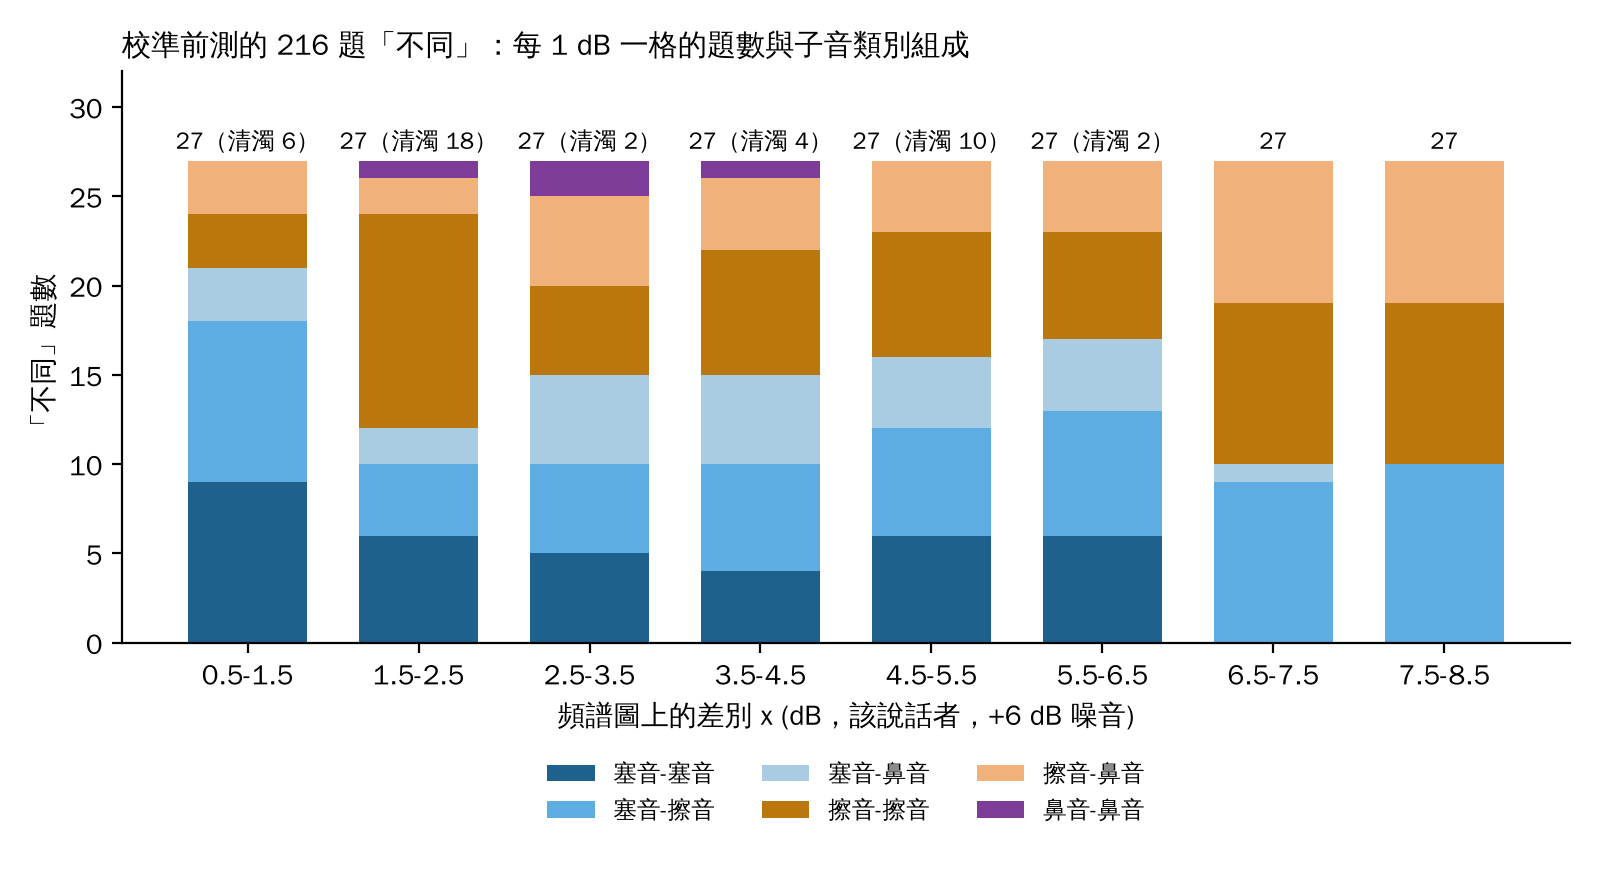 校準前測的 216 題「不同」：每 1 dB 一格的題數與子音類別組成
「不同」題數
30
25
20
15
10
5
0
27（清濁 6） 27（清濁 18） 27（清濁 2） 27（清濁 4） 27（清濁 10） 27（清濁 2） 27 27
0.5-1.5 1.5-2.5 2.5-3.5 3.5-4.5 4.5-5.5 5.5-6.5 6.5-7.5 7.5-8.5
頻譜圖上的差別 x (dB，該說話者，+6 dB 噪音)
塞音-塞音 塞音-鼻音 擦音-鼻音
塞音-擦音 擦音-擦音 鼻音-鼻音